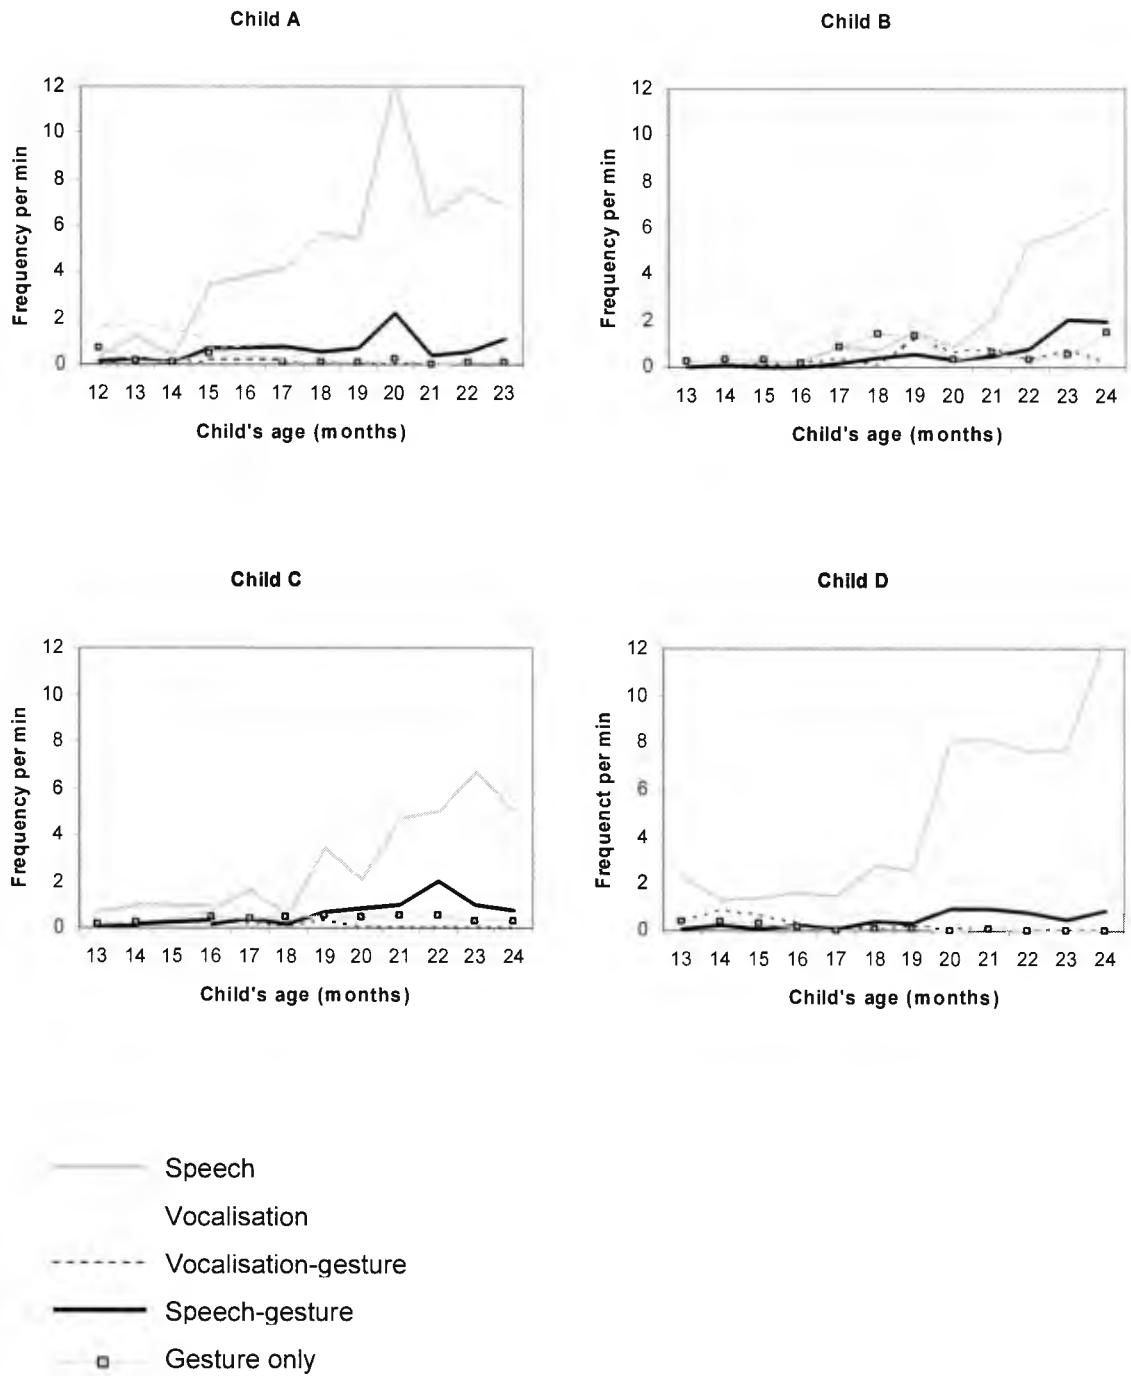 Child A
12
10
8
6
4
2
0
Frequency per min
12 13 14 15 16 17 18 19 20 21 22 23
Child's age (months)
Child B
12
10
8
6
4
2
0
Frequency per min
13 14 15 16 17 18 19 20 21 22 23 24
Child's age (months)
Child C
12
10
8
6
4
2
0
Frequency per min
13 14 15 16 17 18 19 20 21 22 23 24
Child's age (months)
Child D
12
10
8
6
4
2
0
Frequenct per min
13 14 15 16 17 18 19 20 21 22 23 24
Child's age (months)
Speech
Vocalisation
Vocalisation-gesture
Speech-gesture
Gesture only